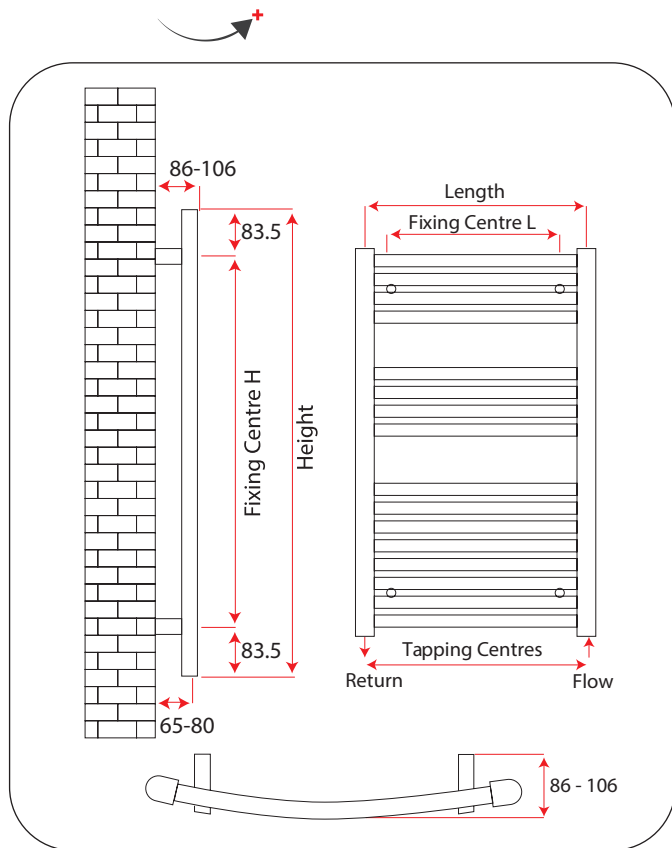 86-106
83.5
Fixing Centre H
Height
83.5
65-80
Length
Fixing Centre L
Tapping Centres
Return
Flow
86 - 106